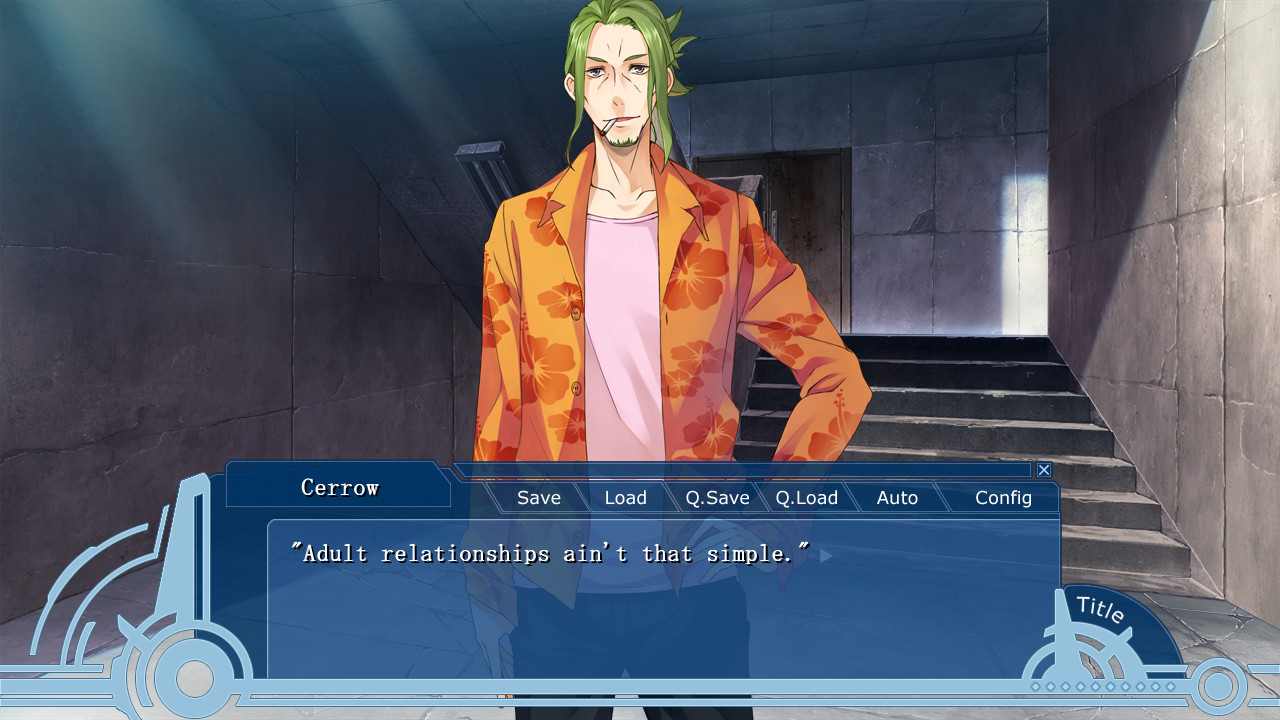 Cerrow
Save Load Q.Save Q.Load Auto Config
"Adult relationships ain't that simple."
Title